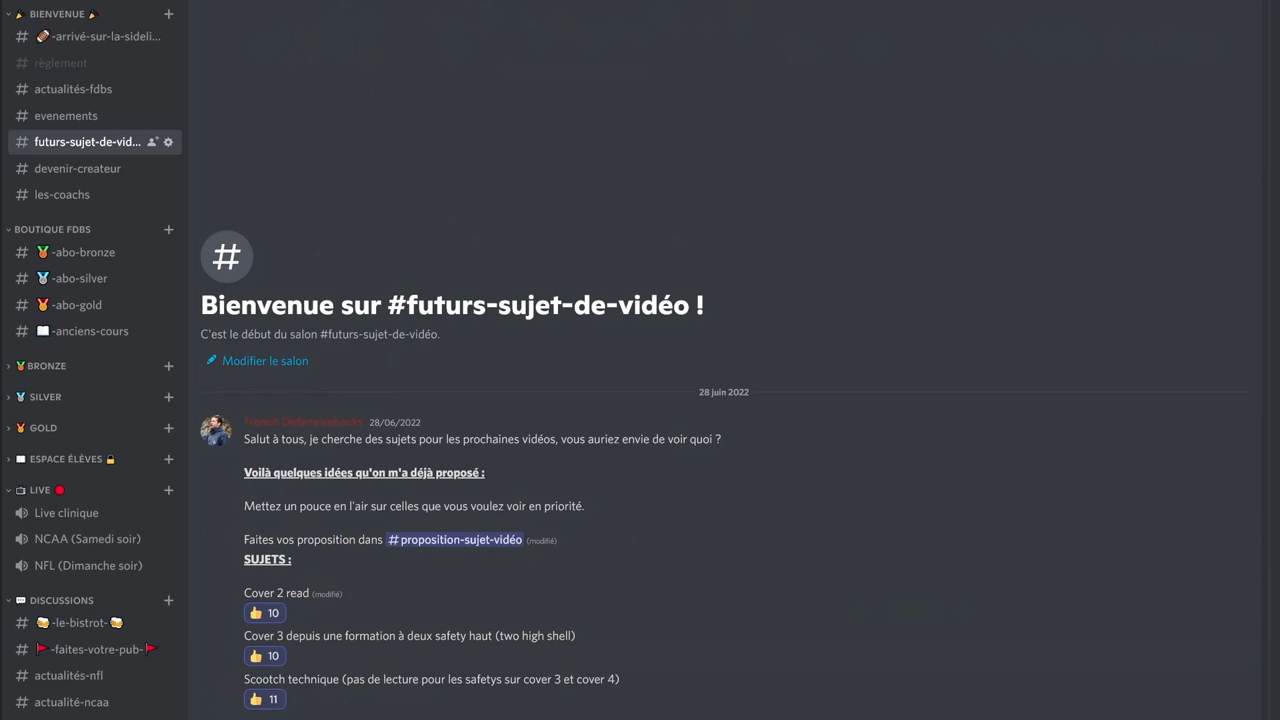 BIENVENUE
-arrivé-sur-la-sideli...
règlement
actualités-fdbs
evenements
futurs-sujet-de-vid...
devenir-createur
les-coachs
BOUTIQUE FDBS
-abo-bronze
-abo-silver
-abo-gold
-anciens-cours
BRONZE
SILVER
GOLD
ESPACE ÉLÈVES
LIVE
Live clinique
NCAA (Samedi soir)
NFL (Dimanche soir)
DISCUSSIONS
-le-bistrot-
-faites-votre-pub-
actualités-nfl
actualité-ncaa
Bienvenue sur #futurs-sujet-de-vidéo !
C'est le début du salon #futurs-sujet-de-vidéo.
Modifier le salon
28 juin 2022
French Defensivebacks 28/06/2022
Salut à tous, je cherche des sujets pour les prochaines vidéos, vous auriez envie de voir quoi ?
Voilà quelques idées qu'on m'a déjà proposé :
Mettez un pouce en l'air sur celles que vous voulez voir en priorité.
Faites vos proposition dans #proposition-sujet-vidéo (modifié)
SUJETS :
Cover 2 read (modifié)
10
Cover 3 depuis une formation à deux safety haut (two high shell)
10
Scootch technique (pas de lecture pour les safetys sur cover 3 et cover 4)
11